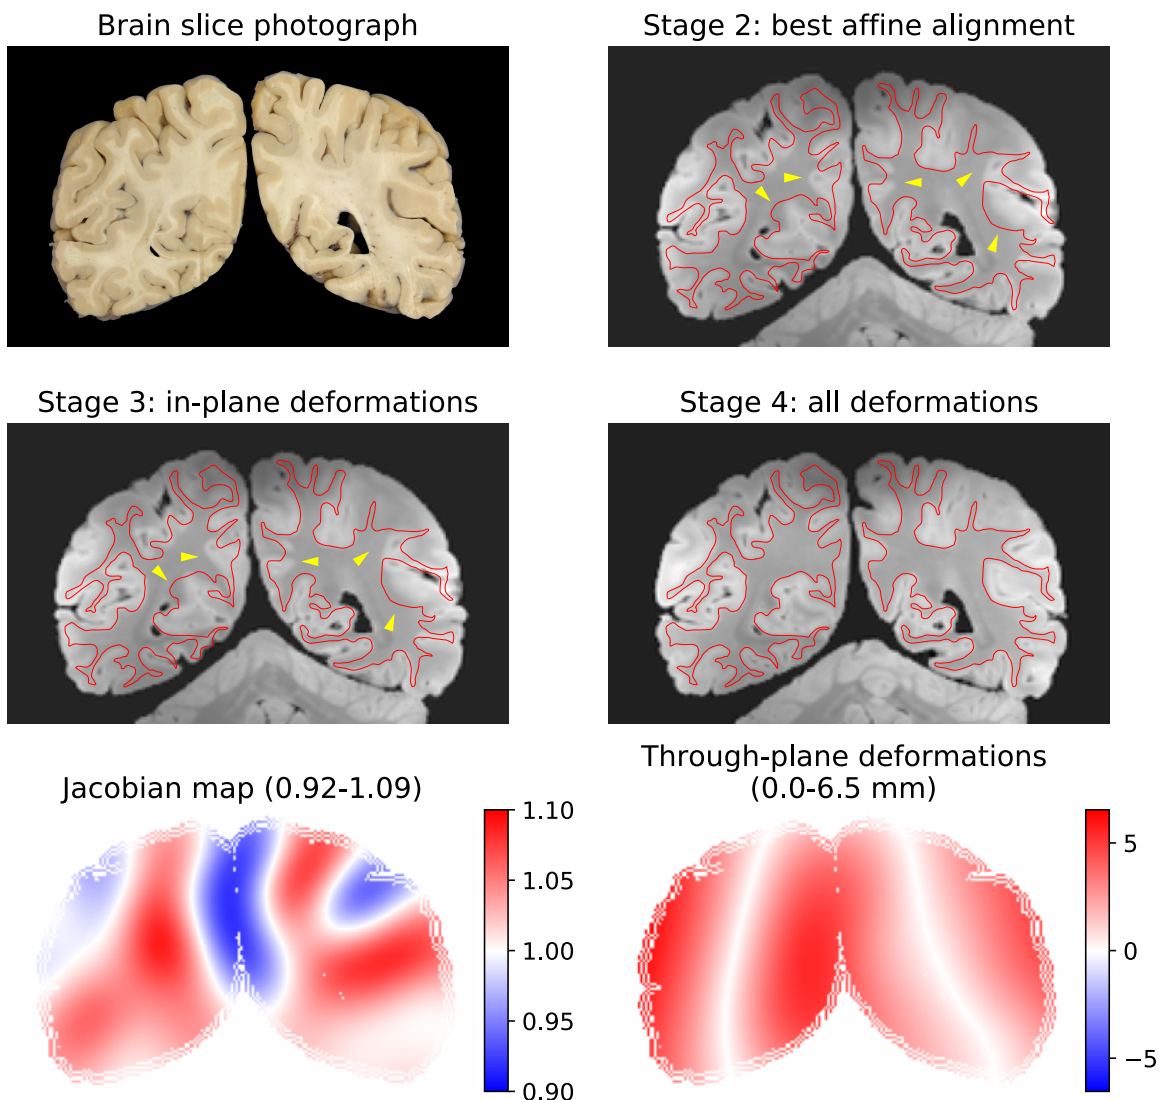 Brain slice photograph
Stage 2: best affine alignment
Stage 3: in-plane deformations
Stage 4: all deformations
Jacobian map (0.92-1.09)
1.10
1.05
1.00
0.95
0.90
Through-plane deformations
(0.0-6.5 mm)
5
0
−5